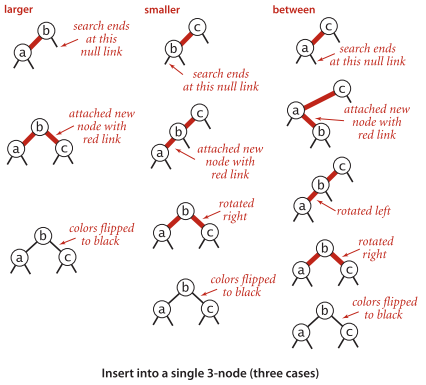 larger
b
a
search ends
at this
null link
b
a
c
attached new
node with
red link
b
a
c
colors flipped
to black
smaller
c
b
search ends
at this null link
c
b
a
attached new
node with
red link
b
a
c
rotated
right
b
a
c
colors flipped
to black
between
c
a
search ends
at this null link
c
a
b
attached new
node with
red link
c
b
a
rotated left
b
a
c
rotated
right
b
a
c
colors flipped
to black
Insert into a single 3-node (three cases)